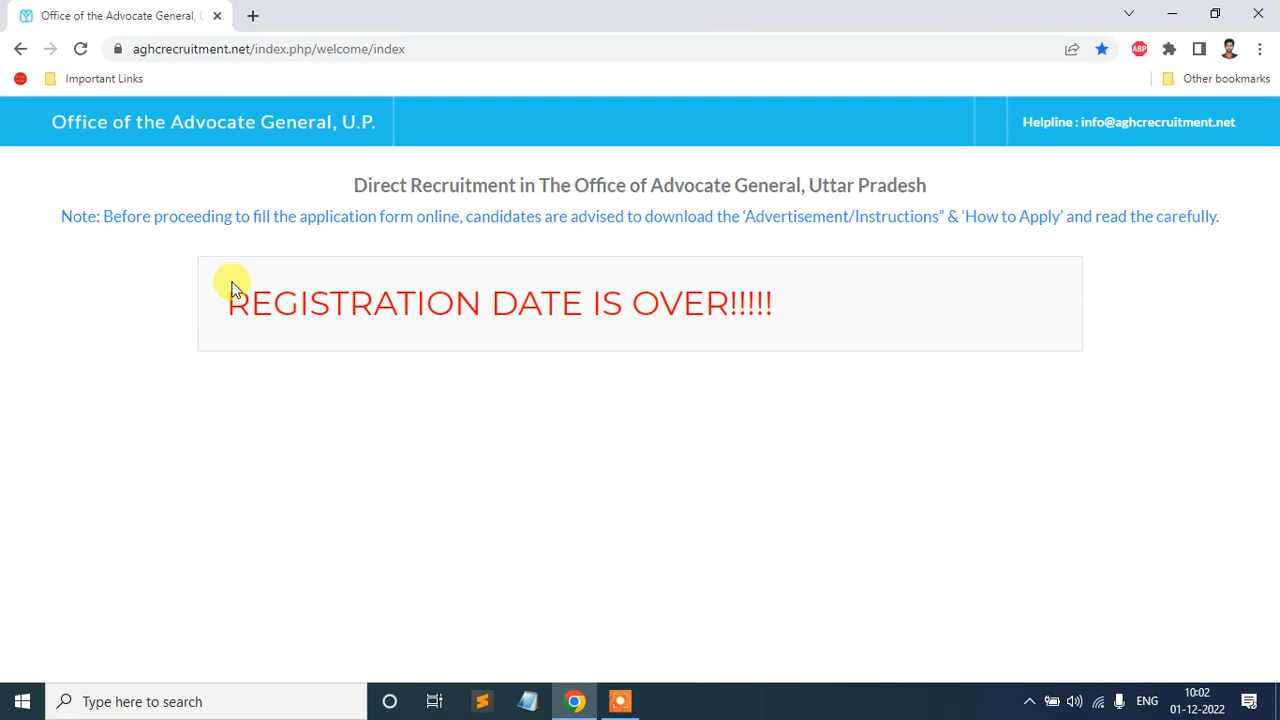 Office of the Advocate General, U
aghcrecruitment.net/index.php/welcome/index
ABP
Important Links
Other bookmarks
Office of the Advocate General, U.P.
Helpline : info@aghcrecruitment.net
Direct Recruitment in The Office of Advocate General, Uttar Pradesh
Note: Before proceeding to fill the application form online, candidates are advised to download the ‘Advertisement/Instructions” & ‘How to Apply’ and read the carefully.
REGISTRATION DATE IS OVER!!!!!
Type here to search
ENG
10:02
01-12-2022